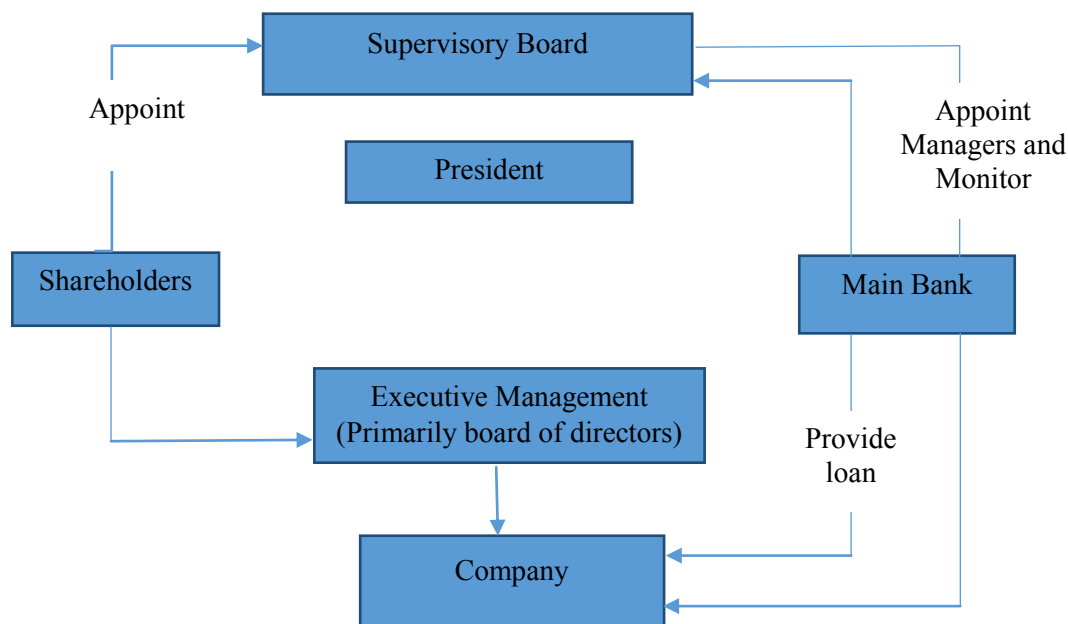 Supervisory Board
Appoint
Appoint
Managers and
Monitor
President
Shareholders
Main Bank
Executive Management
(Primarily board of directors)
Provide
loan
Company